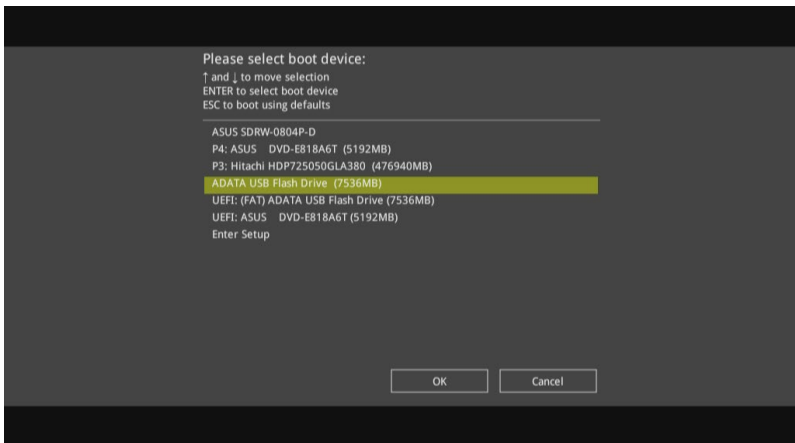 Please select boot device:
↑ and ↓ to move selection
ENTER to select boot device
ESC to boot using defaults
ASUS SDRW-0804P-D
P4: ASUS DVD-E818A6T (5192MB)
P3: Hitachi HDP725050GLA380 (476940MB)
ADATA USB Flash Drive (7536MB)
UEFI: (FAT) ADATA USB Flash Drive (7536MB)
UEFI: ASUS DVD-E818A6T (5192MB)
Enter Setup
OK Cancel